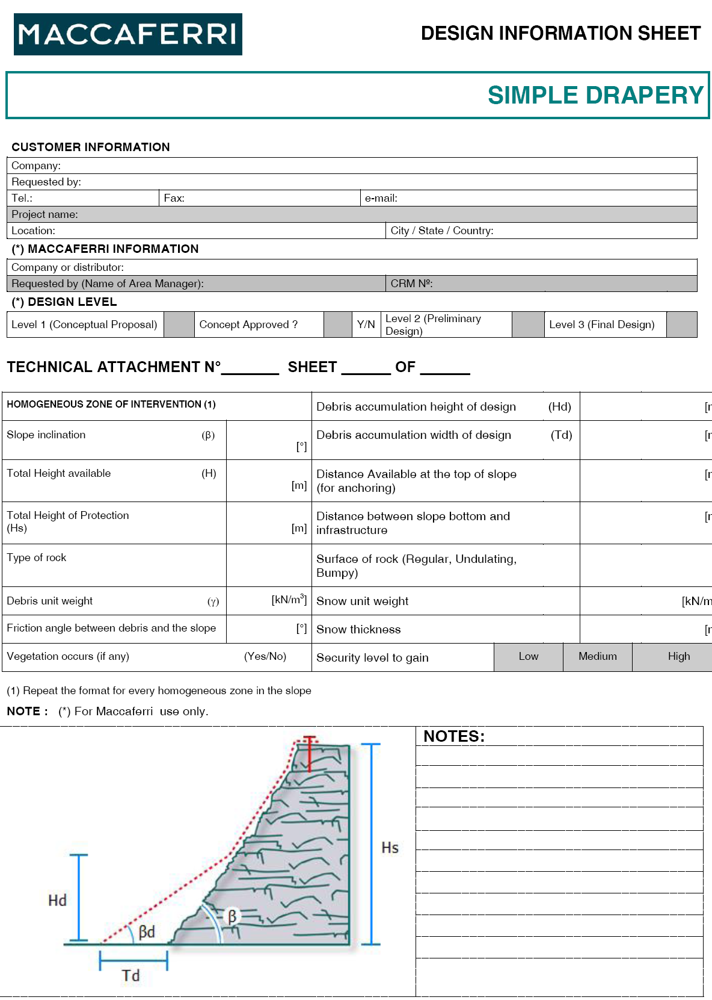 MACCAFERRI
DESIGN INFORMATION SHEET
SIMPLE DRAPERY
CUSTOMER INFORMATION
Company:
Requested by:
Tel.: Fax: e-mail:
Project name:
Location: City / State / Country:
(*) MACCAFERRI INFORMATION
Company or distributor:
Requested by (Name of Area Manager): CRM Nº:
(*) DESIGN LEVEL
Level 1 (Conceptual Proposal) Concept Approved ? Y/N Level 2 (Preliminary
Design) Level 3 (Final Design)
TECHNICAL ATTACHMENT N°_______ SHEET ______ OF ______
HOMOGENEOUS ZONE OF INTERVENTION (1) Debris accumulation height of design (Hd)
Slope inclination (β) [°] Debris accumulation width of design (Td)
Total Height available (H) [m] Distance Available at the top of slope
(for anchoring)
Total Height of Protection
(Hs) [m] Distance between slope bottom and
infrastructure
Type of rock Surface of rock (Regular, Undulating,
Bumpy)
Debris unit weight (γ) [kN/m³] Snow unit weight [kN/m
Friction angle between debris and the slope [°] Snow thickness
Vegetation occurs (if any) (Yes/No) Security level to gain Low Medium High
(1) Repeat the format for every homogeneous zone in the slope
NOTE : (*) For Maccaferri use only.
NOTES:
Hs
Hd
β
βd
Td